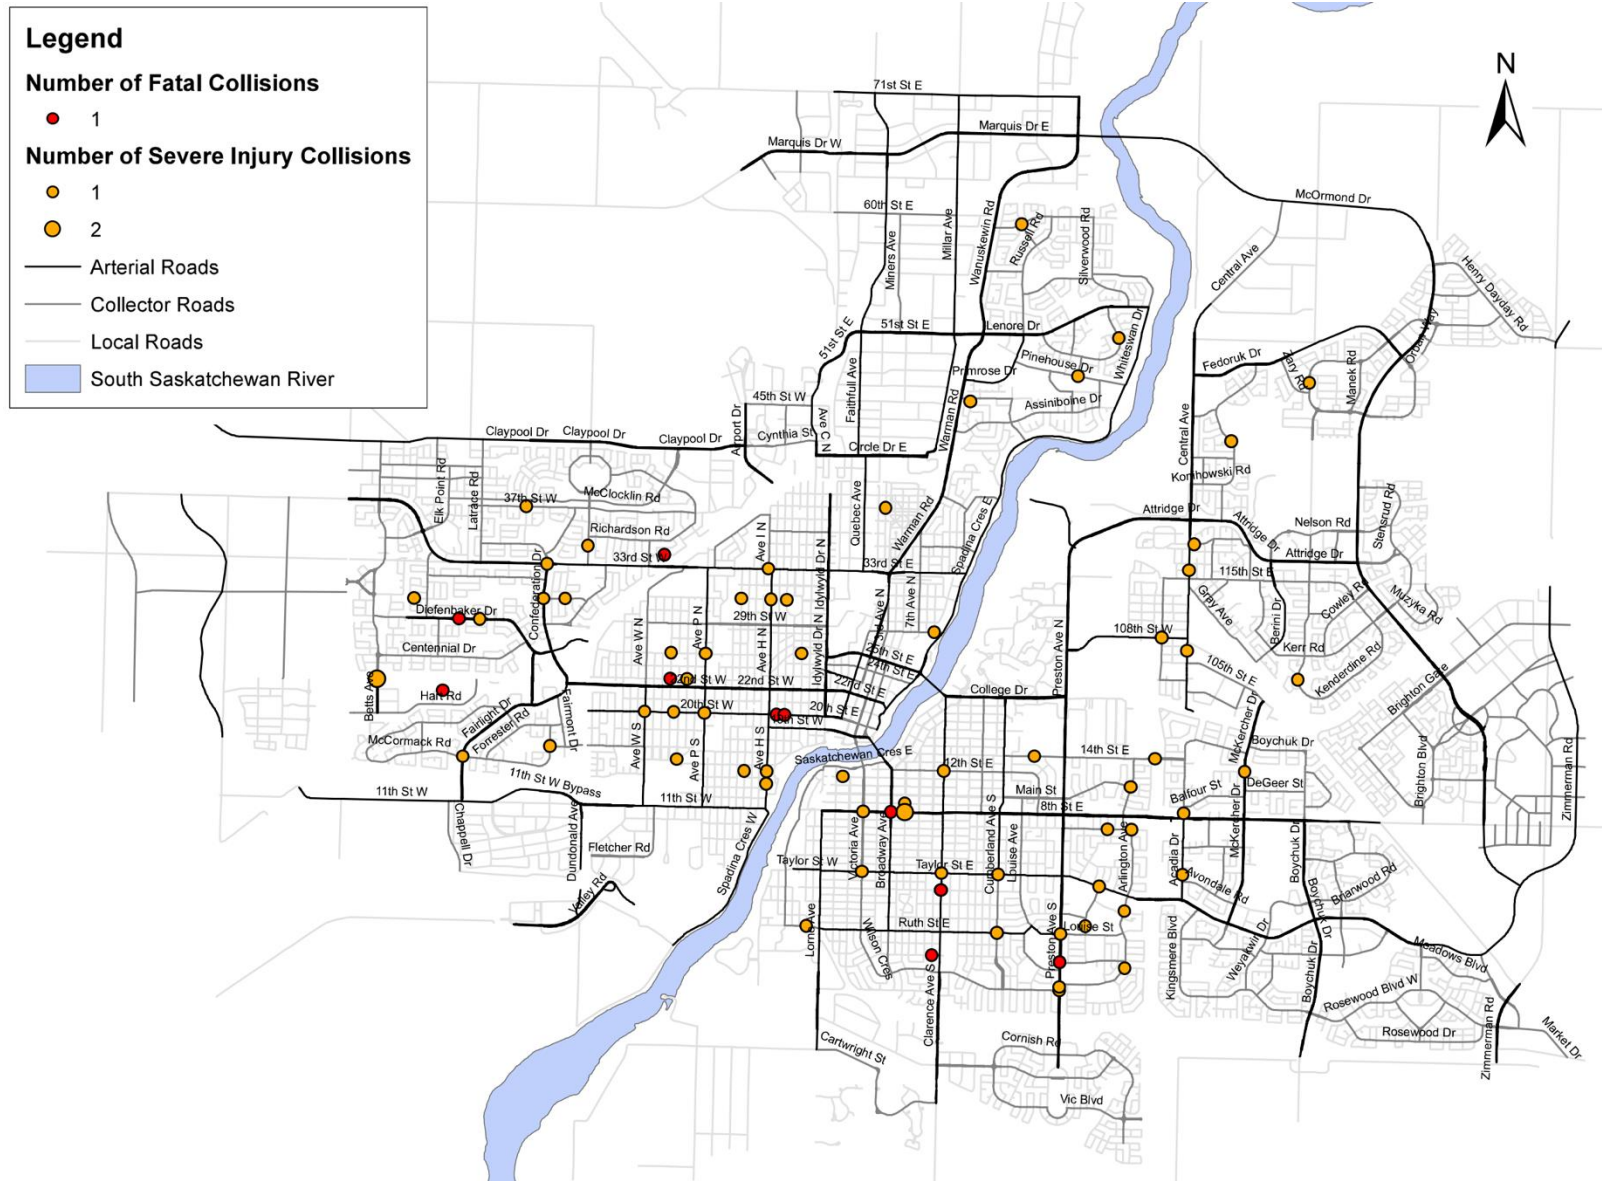 Legend
Number of Fatal Collisions
1
Number of Severe Injury Collisions
1
2
Arterial Roads
Collector Roads
Local Roads
South Saskatchewan River
N
71st St E
Marquis Dr E
Marquis Dr W
McOrmond Dr
60th St E
Miners Ave
Millar Ave
Wanuskewin Rd
Russell Rd
Silverwood Rd
Central Ave
Henry Dayday Rd
51st St E
51st St E
Lenore Dr
Whiteswan Dr
Pinehouse Dr
Primrose Dr
Assiniboine Dr
Fedoruk Dr
Zary Rd
Manek Rd
Orban Way
Faithfull Ave
45th St W
Airport Dr
Ave C N
Cynthia St
Circle Dr E
Warman Rd
Central Ave
Konihowski Rd
Claypool Dr
Claypool Dr
Claypool Dr
Elk Point Rd
Latrace Rd
37th St W
McClocklin Rd
Richardson Rd
33rd St W
Ave I N
Idylwyld Dr N
Quebec Ave
Warman Rd
33rd St E
Spadina Cres E
Attridge Dr
Attridge Dr
Nelson Rd
Attridge Dr
Stensrud Rd
115th St E
Gray Ave
Berini Dr
Cowley Rd
Muzyka Rd
Kerr Rd
Kenderdine Rd
108th St W
105th St E
Confederation Dr
Diefenbaker Dr
Centennial Dr
Betts Ave
Hart Rd
Fairlight Dr
Forrester Rd
McCormack Rd
Fairmont Dr
Ave W N
Ave P N
29th St W
Ave H N
Idylwyld Dr N
3rd Ave N
7th Ave N
25th St E
24th St E
22nd St E
22nd St W
22nd St W
20th St W
20th St E
19th St W
Ave W S
Ave P S
Ave H S
11th St W
11th St W Bypass
11th St W
Chappell Dr
Dundonald Ave
Fletcher Rd
Valley Rd
Spadina Cres W
Saskatchewan Cres E
College Dr
Preston Ave N
12th St E
14th St E
Main St
8th St E
McKercher Dr
Boychuk Dr
DeGeer St
Balfour St
McKercher Dr
Brighton Gate
Brighton Blvd
Zimmerman Rd
Victoria Ave
Broadway Ave
Cumberland Ave S
Louise Ave
Taylor St W
Taylor St E
Arlington Ave
Acadia Dr
Avondale Rd
Boychuk Dr
Briarwood Rd
Lorne Ave
Wilson Cres
Ruth St E
Louise St
Preston Ave S
Clarence Ave S
Kingsmere Blvd
Weyakwin Dr
Boychuk Dr
Boychuk Dr
Meadows Blvd
Rosewood Blvd W
Rosewood Dr
Zimmerman Rd
Market Dr
Cartwright St
Cornish Rd
Vic Blvd